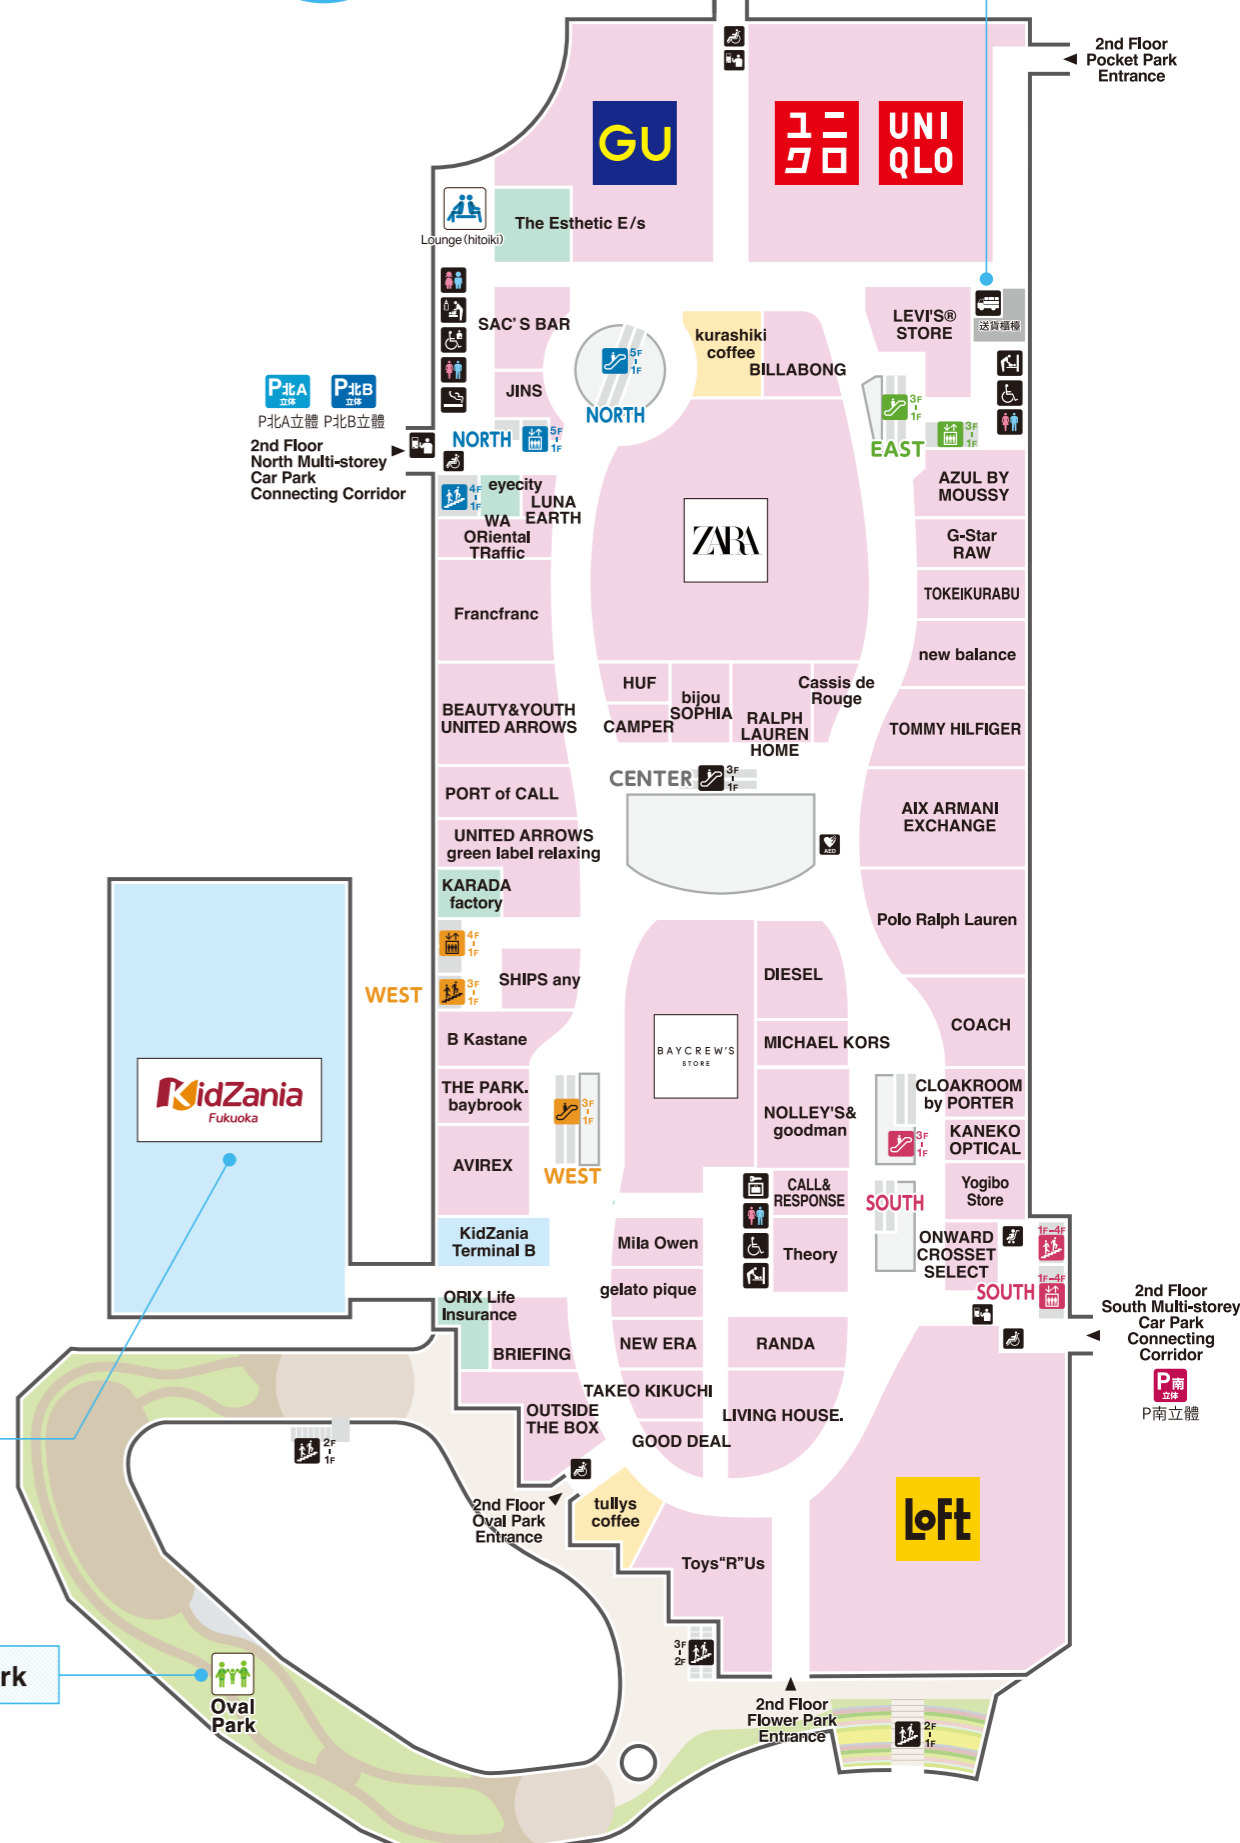 2nd Floor
Pocket Park
Entrance
GU
ユニ
クロ
UNI
QLO
The Esthetic E/s
Lounge(hitoiki)
SAC'S BAR
JINS
5F
1F
NORTH
kurashiki
coffee
BILLABONG
LEVI'S®
STORE
送貨櫃檯
3F
1F
EAST
3F
1F
P北A
立体
P北B
立体
P北A立體
P北B立體
2nd Floor
North Multi-storey
Car Park
Connecting Corridor
NORTH
5F
1F
4F
1F
eyecity
LUNA
EARTH
WA
ORiental
TRaffic
ZARA
AZUL BY
MOUSSY
G-Star
RAW
TOKEIKURABU
new balance
Francfranc
HUF
CAMPER
bijou
SOPHIA
RALPH
LAUREN
HOME
Cassis de
Rouge
TOMMY HILFIGER
BEAUTY&YOUTH
UNITED ARROWS
CENTER
3F
1F
PORT of CALL
AIX ARMANI
EXCHANGE
UNITED ARROWS
green label relaxing
AED
KARADA
factory
Polo Ralph Lauren
4F
1F
WEST
3F
1F
SHIPS any
DIESEL
COACH
B Kastane
BAYCREW'S
STORE
MICHAEL KORS
KidZania
Fukuoka
THE PARK.
baybrook
3F
1F
WEST
NOLLEY'S&
goodman
CLOAKROOM
by PORTER
3F
1F
KANEKO
OPTICAL
AVIREX
CALL&
RESPONSE
SOUTH
Yogibo
Store
KidZania
Terminal B
Mila Owen
Theory
ONWARD
CROSSET
SELECT
1F–4F
1F–4F
SOUTH
gelato pique
ORIX Life
Insurance
BRIEFING
NEW ERA
RANDA
2nd Floor
South Multi-storey
Car Park
Connecting
Corridor
P南
立体
P南立體
TAKEO KIKUCHI
OUTSIDE
THE BOX
LIVING HOUSE.
GOOD DEAL
2F
1F
2nd Floor
Oval Park
Entrance
tullys
coffee
LOFT
Toys“R”Us
3F
2F
rk
Oval
Park
2nd Floor
Flower Park
Entrance
2F
1F